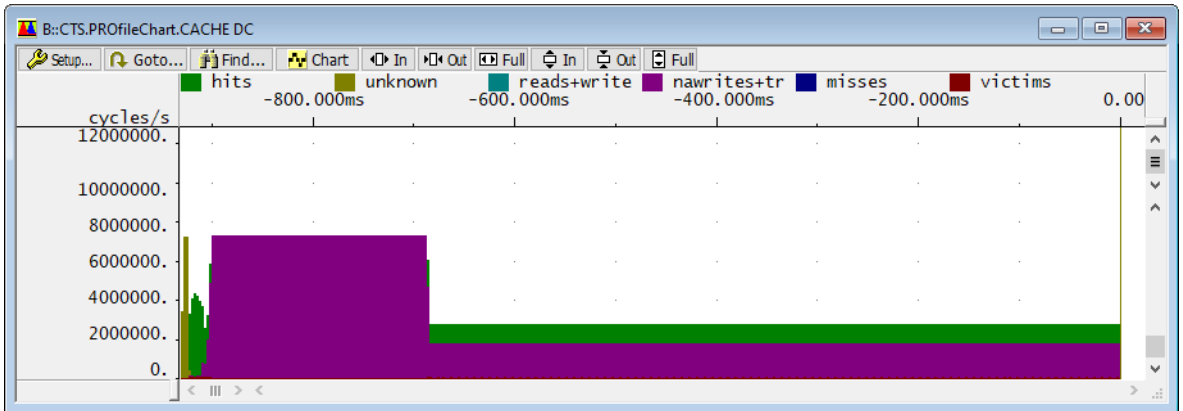 B::CTS.PROfileChart.CACHE DC
Setup... Goto... Find... Chart In Out Full In Out Full
hits unknown reads+write nawrites+tr misses victims
-800.000ms -600.000ms -400.000ms -200.000ms 0.00
cycles/s
12000000.
10000000.
8000000.
6000000.
4000000.
2000000.
0.